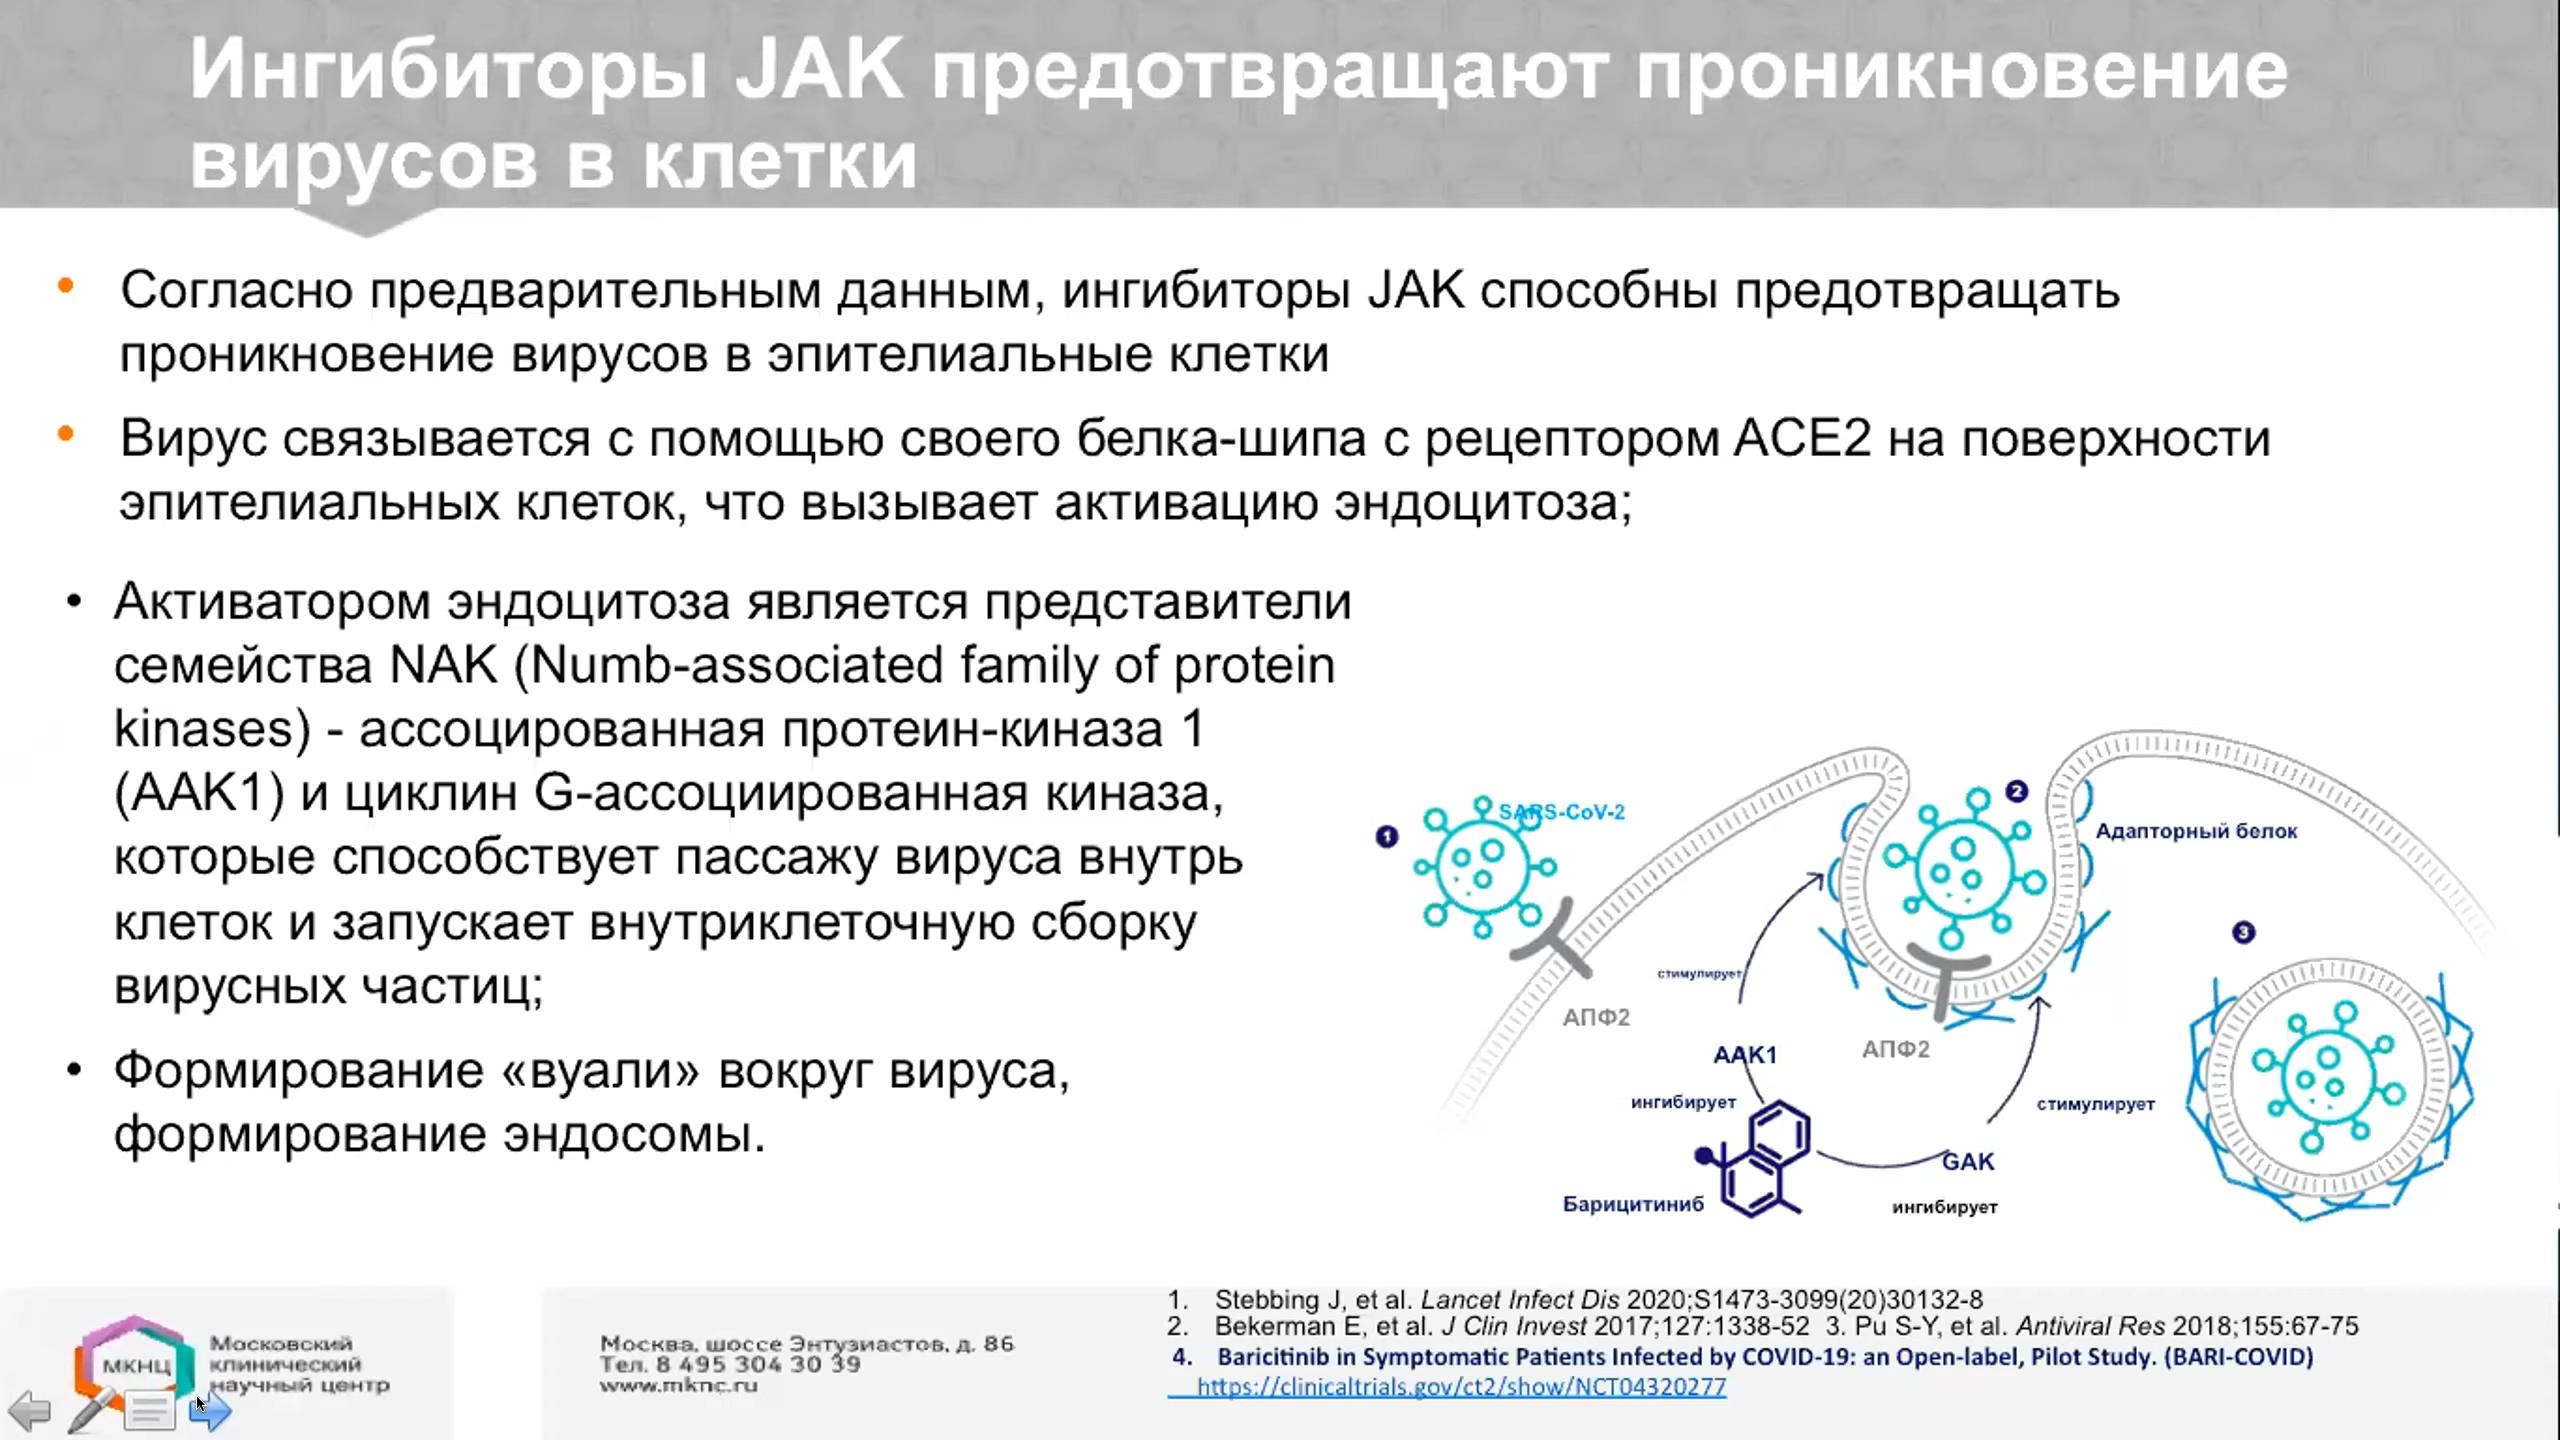 Ингибиторы JAK предотвращают проникновение
вирусов в клетки
• Согласно предварительным данным, ингибиторы JAK способны предотвращать
проникновение вирусов в эпителиальные клетки
• Вирус связывается с помощью своего белка-шипа с рецептором ACE2 на поверхности
эпителиальных клеток, что вызывает активацию эндоцитоза;
• Активатором эндоцитоза является представители
семейства NAK (Numb-associated family of protein
kinases) - ассоцированная протеин-киназа 1
(AAK1) и циклин G-ассоциированная киназа,
которые способствует пассажу вируса внутрь
клеток и запускает внутриклеточную сборку
вирусных частиц;
• Формирование «вуали» вокруг вируса,
формирование эндосомы.
1
SARS-CoV-2
2
Адапторный белок
3
стимулирует
АПФ2
AAK1
АПФ2
ингибирует
стимулирует
GAK
Барицитиниб
ингибирует
МКНЦ
Московский
клинический
научный центр
Москва, шоссе Энтузиастов, д. 86
Тел. 8 495 304 30 39
www.mknc.ru
1. Stebbing J, et al. Lancet Infect Dis 2020;S1473-3099(20)30132-8
2. Bekerman E, et al. J Clin Invest 2017;127:1338-52 3. Pu S-Y, et al. Antiviral Res 2018;155:67-75
4. Baricitinib in Symptomatic Patients Infected by COVID-19: an Open-label, Pilot Study. (BARI-COVID)
https://clinicaltrials.gov/ct2/show/NCT04320277